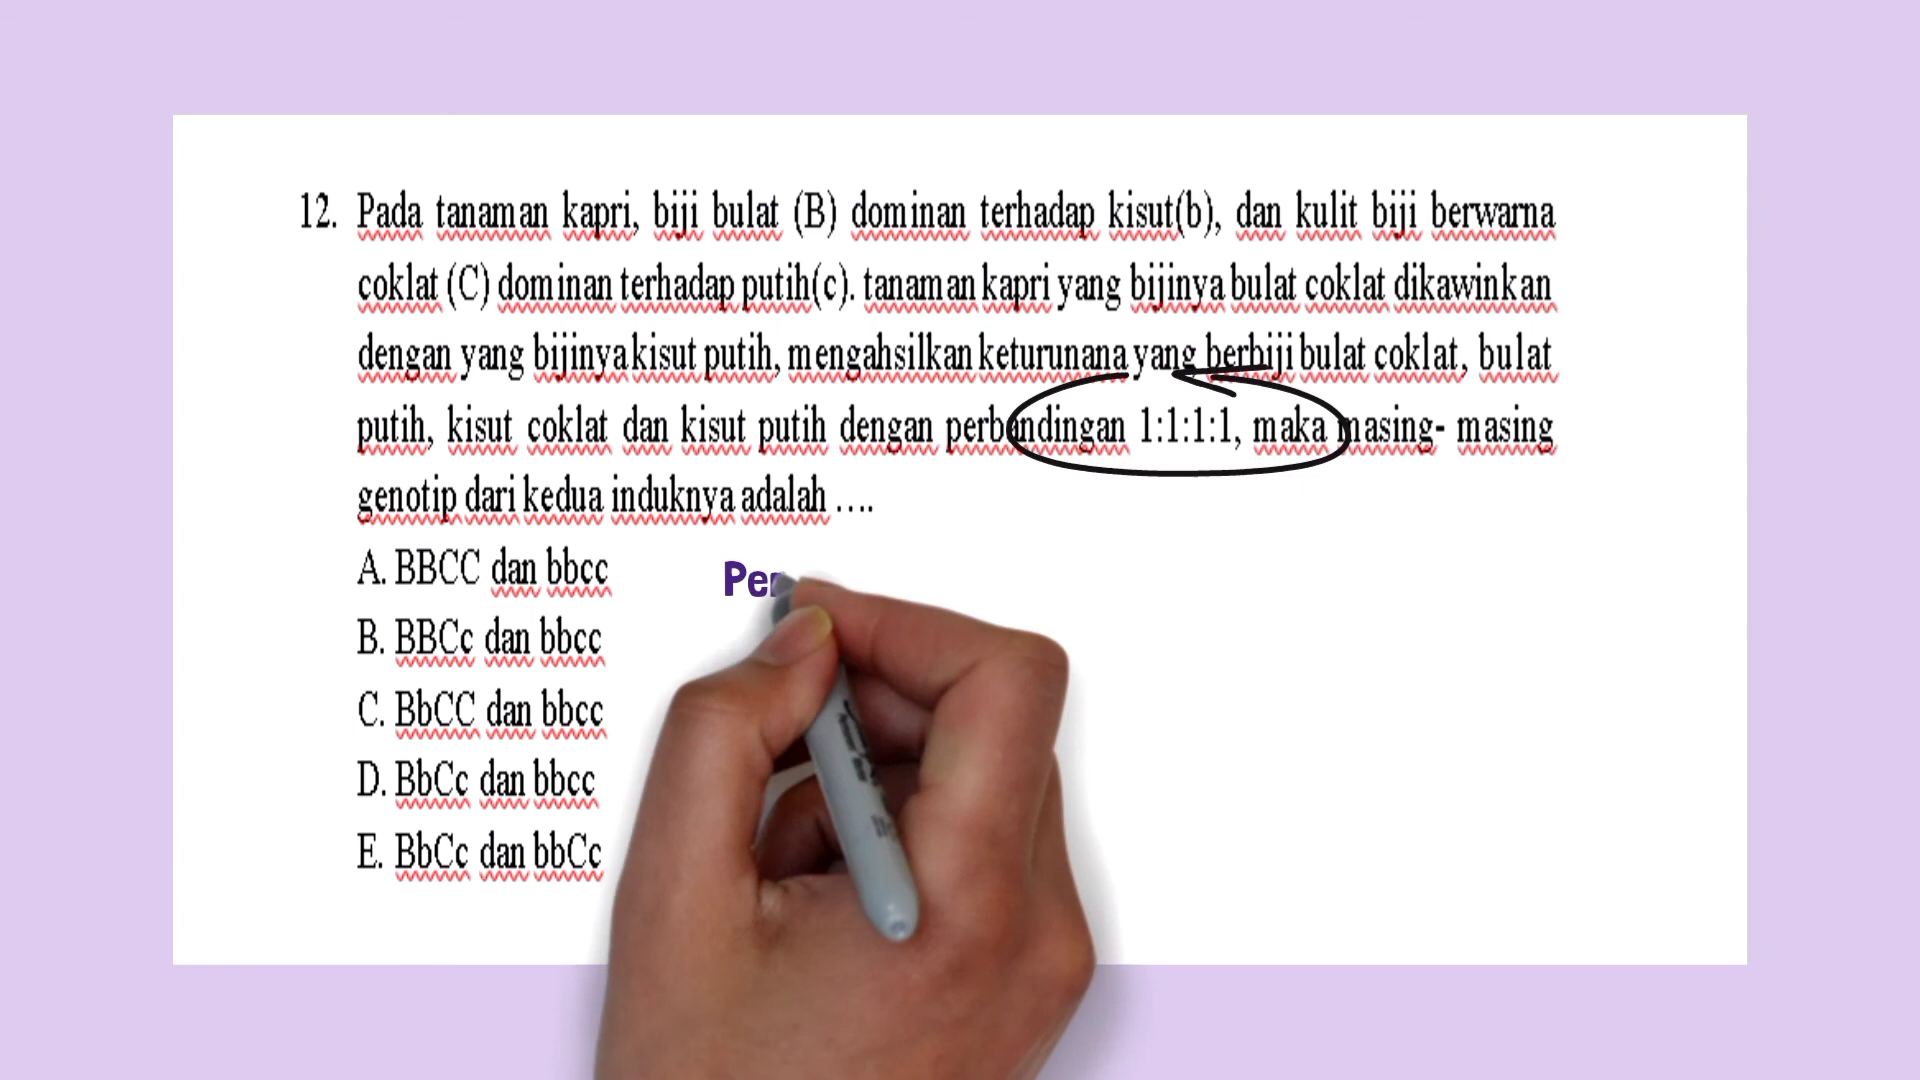 12. Pada tanaman kapri, biji bulat (B) dominan terhadap kisut(b), dan kulit biji berwarna
coklat (C) dominan terhadap putih(c). tanaman kapri yang bijinya bulat coklat dikawinkan
dengan yang bijinya kisut putih, mengahsilkan keturunana yang berbiji bulat coklat, bulat
putih, kisut coklat dan kisut putih dengan perbandingan 1:1:1:1, maka masing- masing
genotip dari kedua induknya adalah ....
A. BBCC dan bbcc
B. BBCc dan bbcc
C. BbCC dan bbcc
D. BbCc dan bbcc
E. BbCc dan bbCc
Per